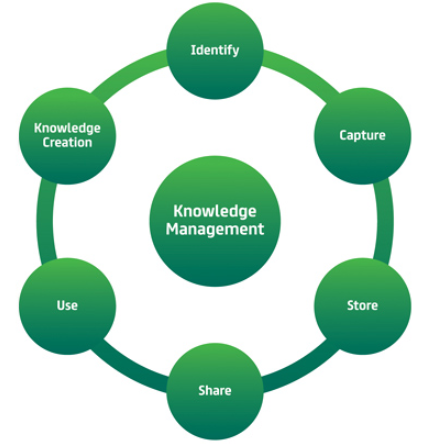 Identify
Capture
Store
Share
Use
Knowledge
Creation
Knowledge
Management